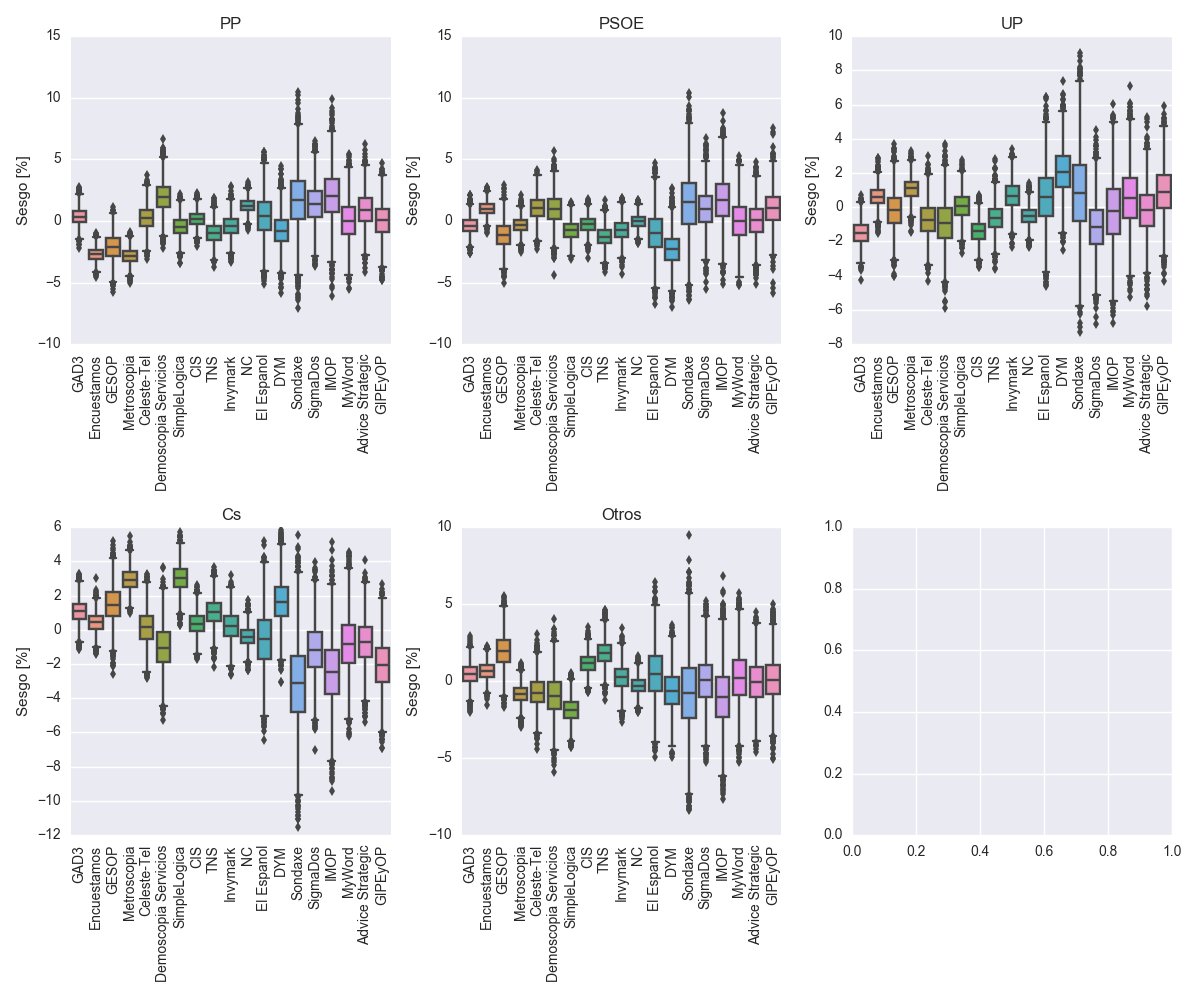 PP
15
10
5
0
−5
−10
Sesgo [%]
GAD3
Encuestamos
GESOP
Metroscopia
Celeste-Tel
Demoscopia Servicios
SimpleLogica
CIS
TNS
Invymark
NC
El Espanol
DYM
Sondaxe
SigmaDos
IMOP
MyWord
Advice Strategic
GIPEyOP
PSOE
15
10
5
0
−5
−10
Sesgo [%]
GAD3
Encuestamos
GESOP
Metroscopia
Celeste-Tel
Demoscopia Servicios
SimpleLogica
CIS
TNS
Invymark
NC
El Espanol
DYM
Sondaxe
SigmaDos
IMOP
MyWord
Advice Strategic
GIPEyOP
UP
10
8
6
4
2
0
−2
−4
−6
−8
Sesgo [%]
GAD3
Encuestamos
GESOP
Metroscopia
Celeste-Tel
Demoscopia Servicios
SimpleLogica
CIS
TNS
Invymark
NC
El Espanol
DYM
Sondaxe
SigmaDos
IMOP
MyWord
Advice Strategic
GIPEyOP
Cs
6
4
2
0
−2
−4
−6
−8
−10
−12
Sesgo [%]
GAD3
Encuestamos
GESOP
Metroscopia
Celeste-Tel
Demoscopia Servicios
SimpleLogica
CIS
TNS
Invymark
NC
El Espanol
DYM
Sondaxe
SigmaDos
IMOP
MyWord
Advice Strategic
GIPEyOP
Otros
10
5
0
−5
−10
Sesgo [%]
GAD3
Encuestamos
GESOP
Metroscopia
Celeste-Tel
Demoscopia Servicios
SimpleLogica
CIS
TNS
Invymark
NC
El Espanol
DYM
Sondaxe
SigmaDos
IMOP
MyWord
Advice Strategic
GIPEyOP
1.0
0.8
0.6
0.4
0.2
0.0
0.0 0.2 0.4 0.6 0.8 1.0